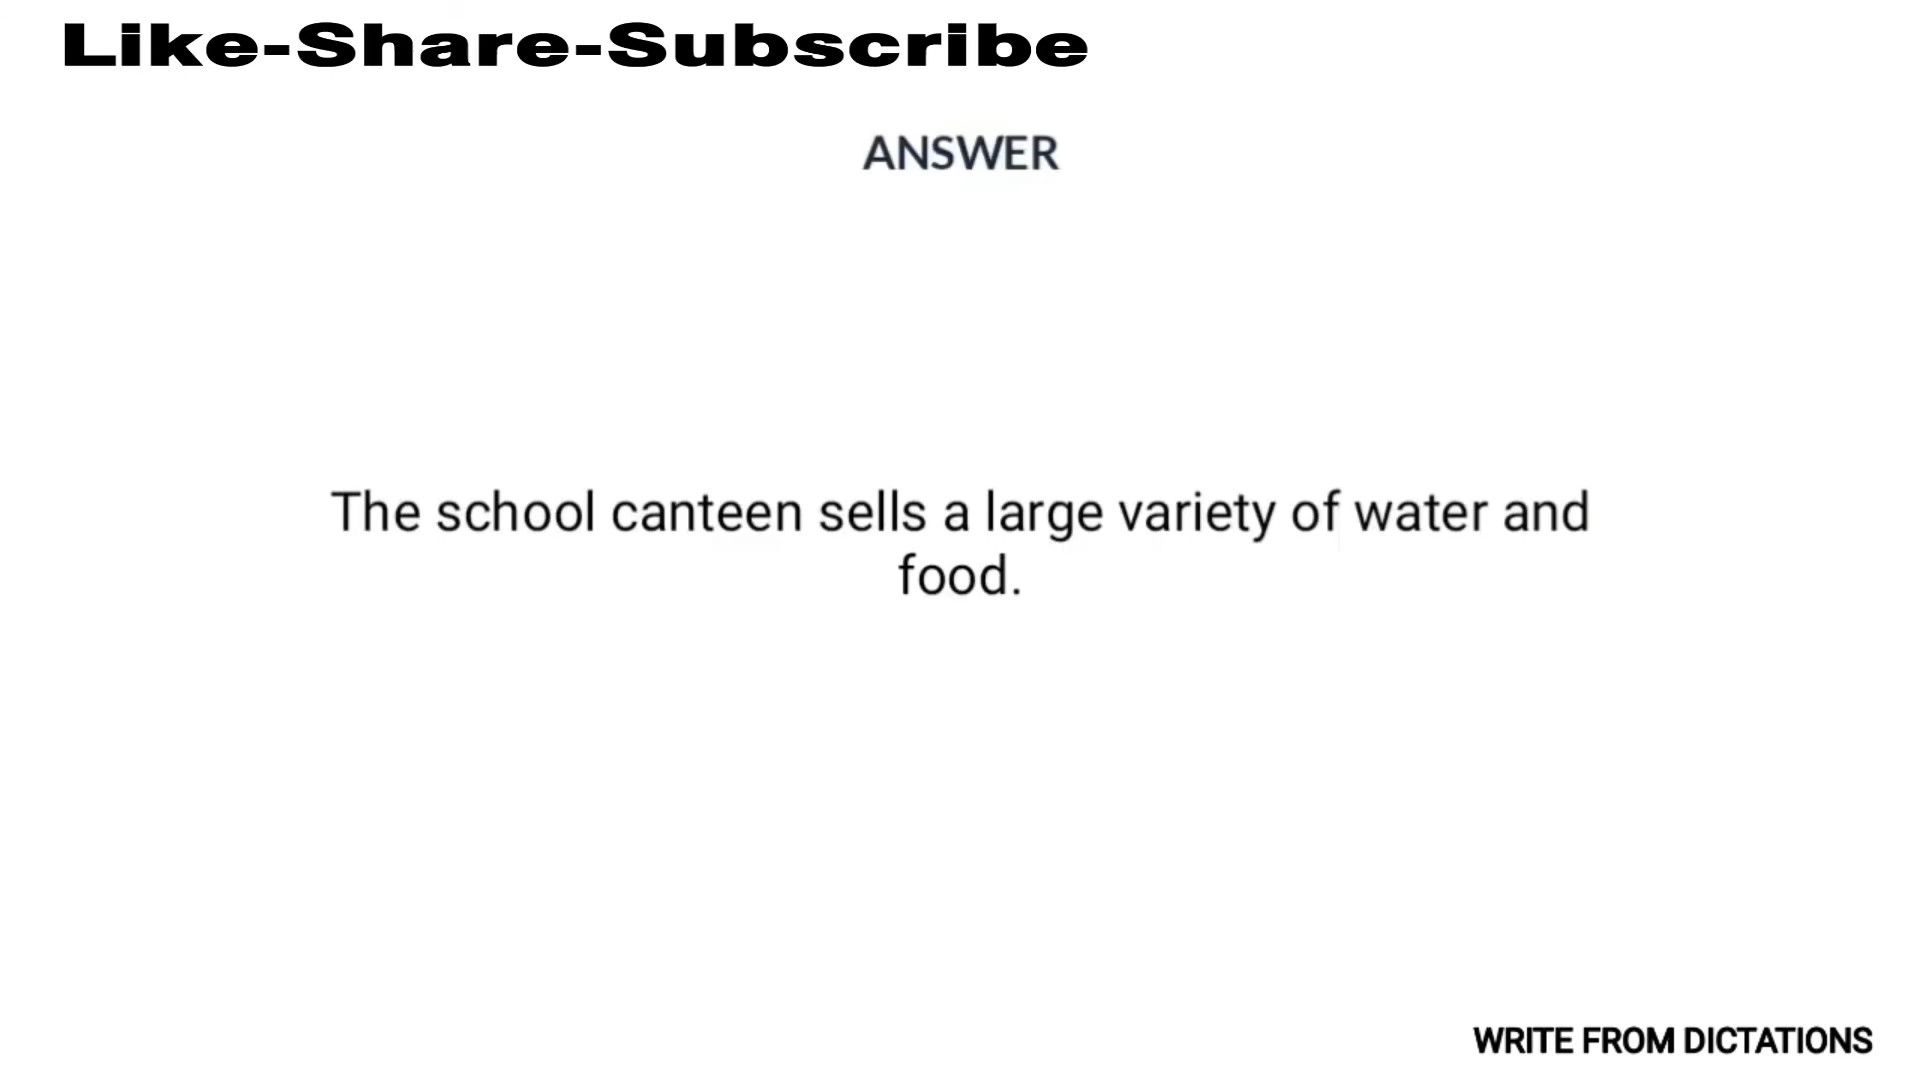 Like-Share-Subscribe
ANSWER
The school canteen sells a large variety of water and
food.
WRITE FROM DICTATIONS